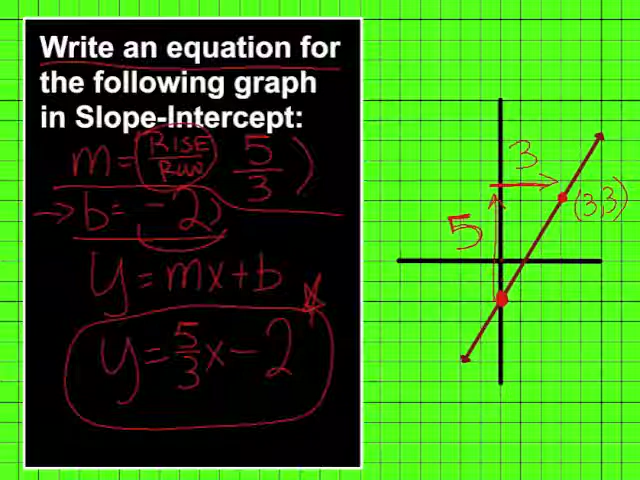 Write an equation for
the following graph
in Slope-Intercept:
m = RISE/RUN 5/3
→ b = -2
y = mx + b
y = 5/3 x - 2
3
5
(3,3)